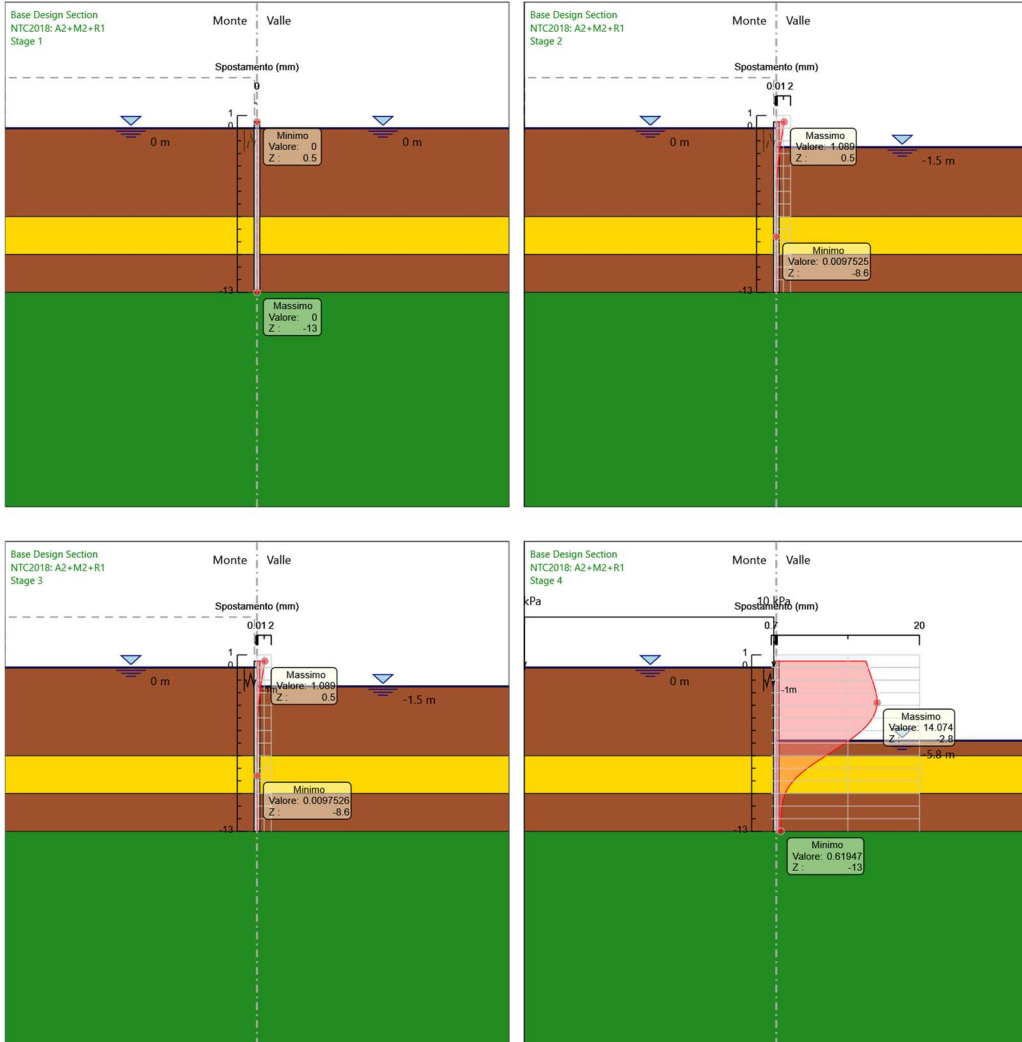 Base Design Section
NTC2018: A2+M2+R1
Stage 1
Monte Valle
Spostamento (mm)
0
1
0
0 m
0 m
Minimo
Valore: 0
Z : 0.5
-13
Massimo
Valore: 0
Z : -13
Base Design Section
NTC2018: A2+M2+R1
Stage 2
Monte Valle
Spostamento (mm)
0.01 2
1
0
0 m
Massimo
Valore: 1.089
Z : 0.5
-1.5 m
Minimo
Valore: 0.0097525
Z : -8.6
-13
Base Design Section
NTC2018: A2+M2+R1
Stage 3
Monte Valle
Spostamento (mm)
0.01 2
1
0
0 m
Massimo
Valore: 1.089
Z : 0.5
-1.5 m
Minimo
Valore: 0.0097526
Z : -8.6
-13
Base Design Section
NTC2018: A2+M2+R1
Stage 4
Monte Valle
kPa
10 kPa
Spostamento (mm)
0.7 20
1
0
0 m
-1m
Massimo
Valore: 14.074
Z : -2.8
-5.8 m
-13
Minimo
Valore: 0.61947
Z : -13